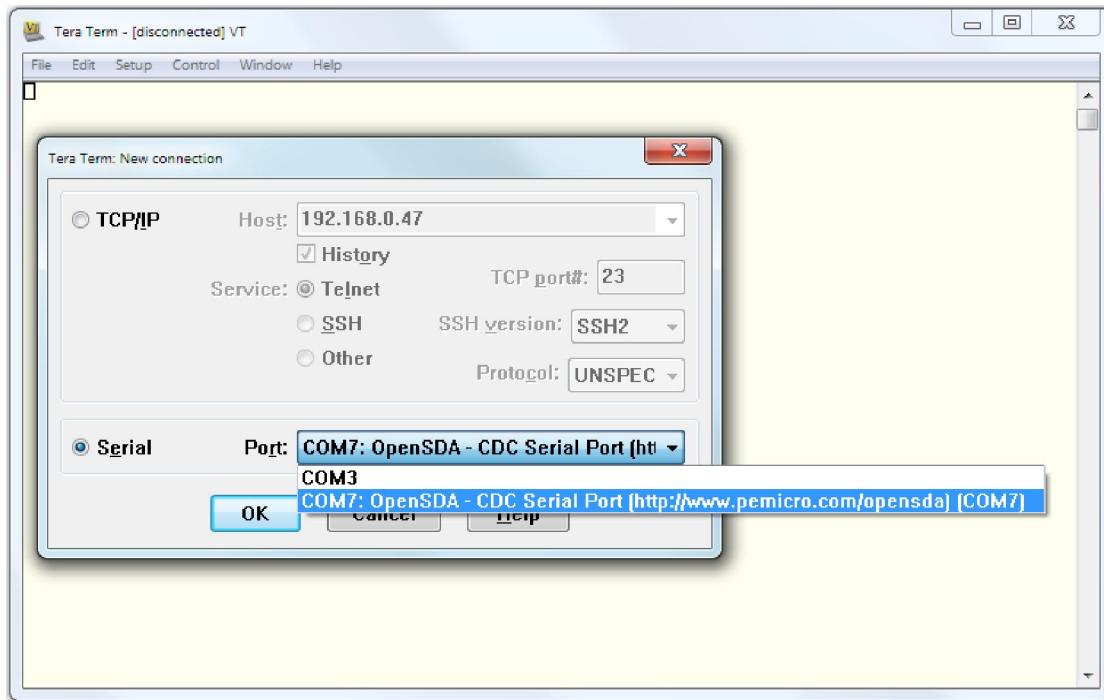 Tera Term - [disconnected] VT
File Edit Setup Control Window Help
Tera Term: New connection
TCP/IP Host: 192.168.0.47
History
Service: Telnet TCP port#: 23
SSH SSH version: SSH2
Other Protocol: UNSPEC
Serial Port: COM7: OpenSDA - CDC Serial Port (htt
COM3
COM7: OpenSDA - CDC Serial Port (http://www.pemicro.com/opensda) (COM7)
OK Cancel Help